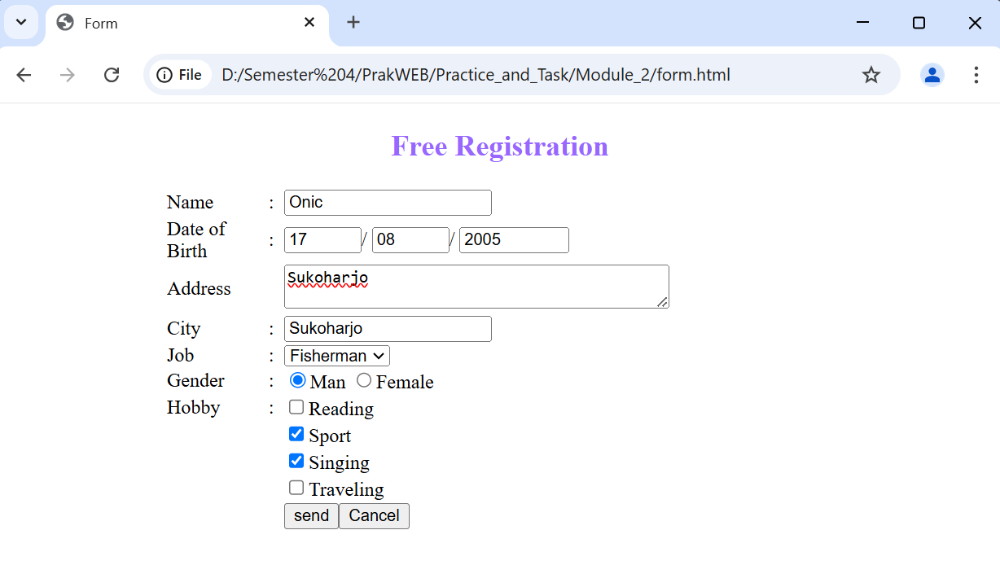 Form
File D:/Semester%204/PrakWEB/Practice_and_Task/Module_2/form.html
Free Registration
Name : Onic
Date of
Birth : 17 / 08 / 2005
Address Sukoharjo
City : Sukoharjo
Job : Fisherman
Gender : Man Female
Hobby : Reading
Sport
Singing
Traveling
send Cancel